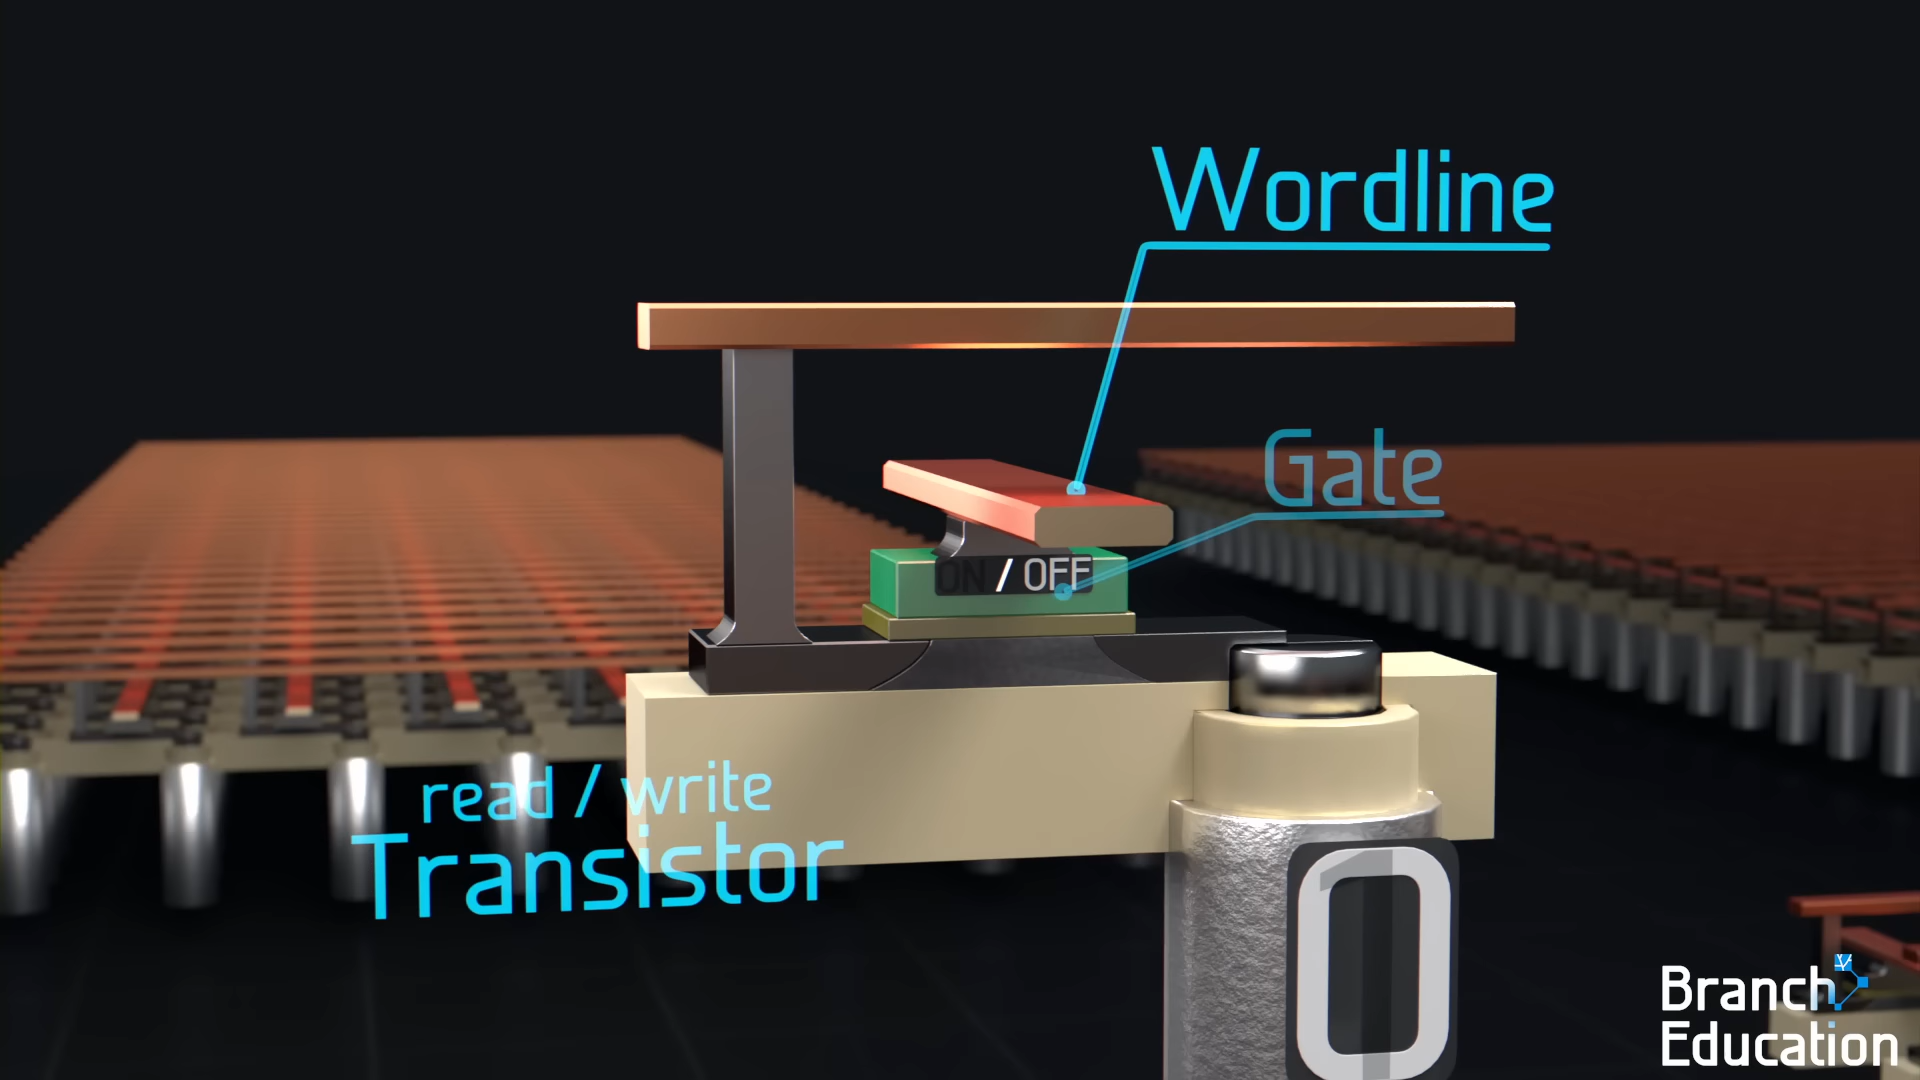 Wordline
Gate
ON / OFF
read / write
Transistor
0
Branch
Education